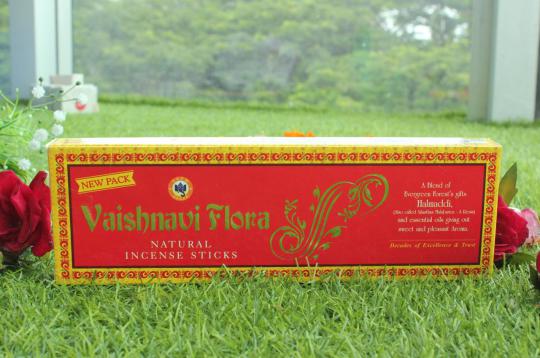 NEW PACK
Vaishnavi Flora
NATURAL
INCENSE STICKS
A Blend of
Evergreen Forest's gifts
Halmaddi,
and essential oils giving out
sweet and pleasant Aroma.
Decades of Excellence & Trust